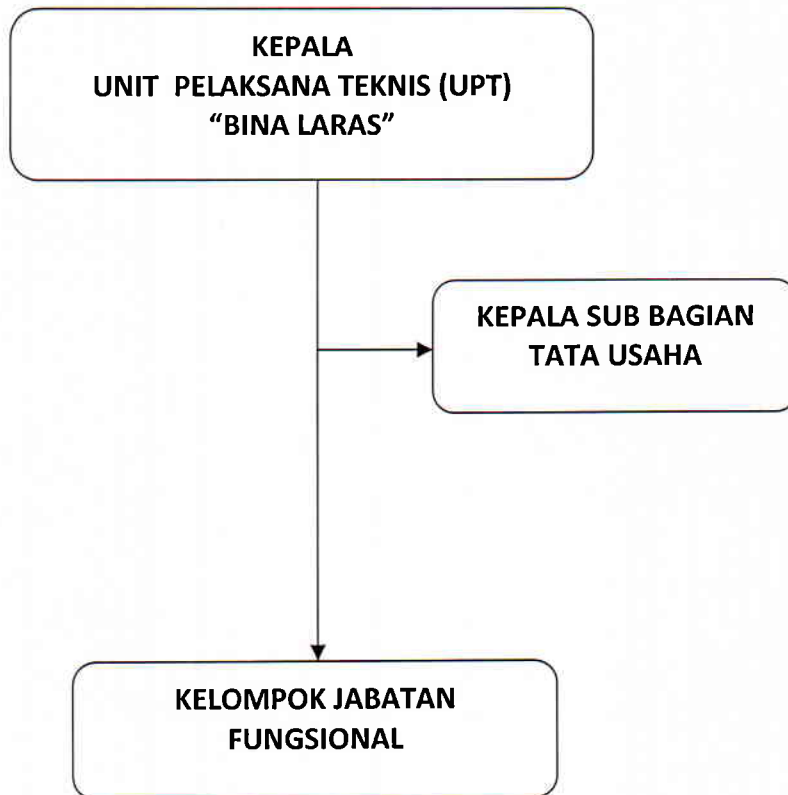 KEPALA
UNIT PELAKSANA TEKNIS (UPT)
“BINA LARAS”
KEPALA SUB BAGIAN
TATA USAHA
KELOMPOK JABATAN
FUNGSIONAL